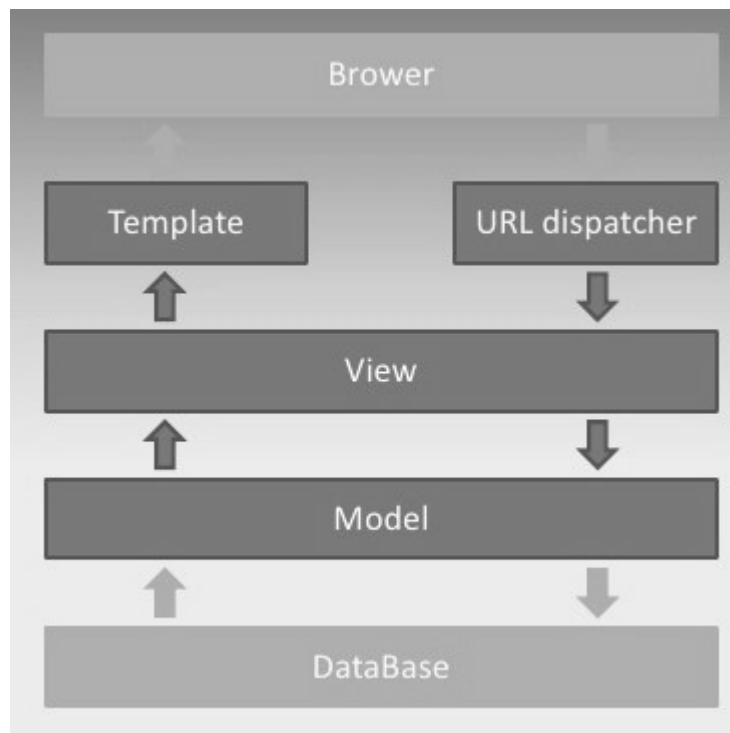 Brower
Template
URL dispatcher
View
Model
DataBase